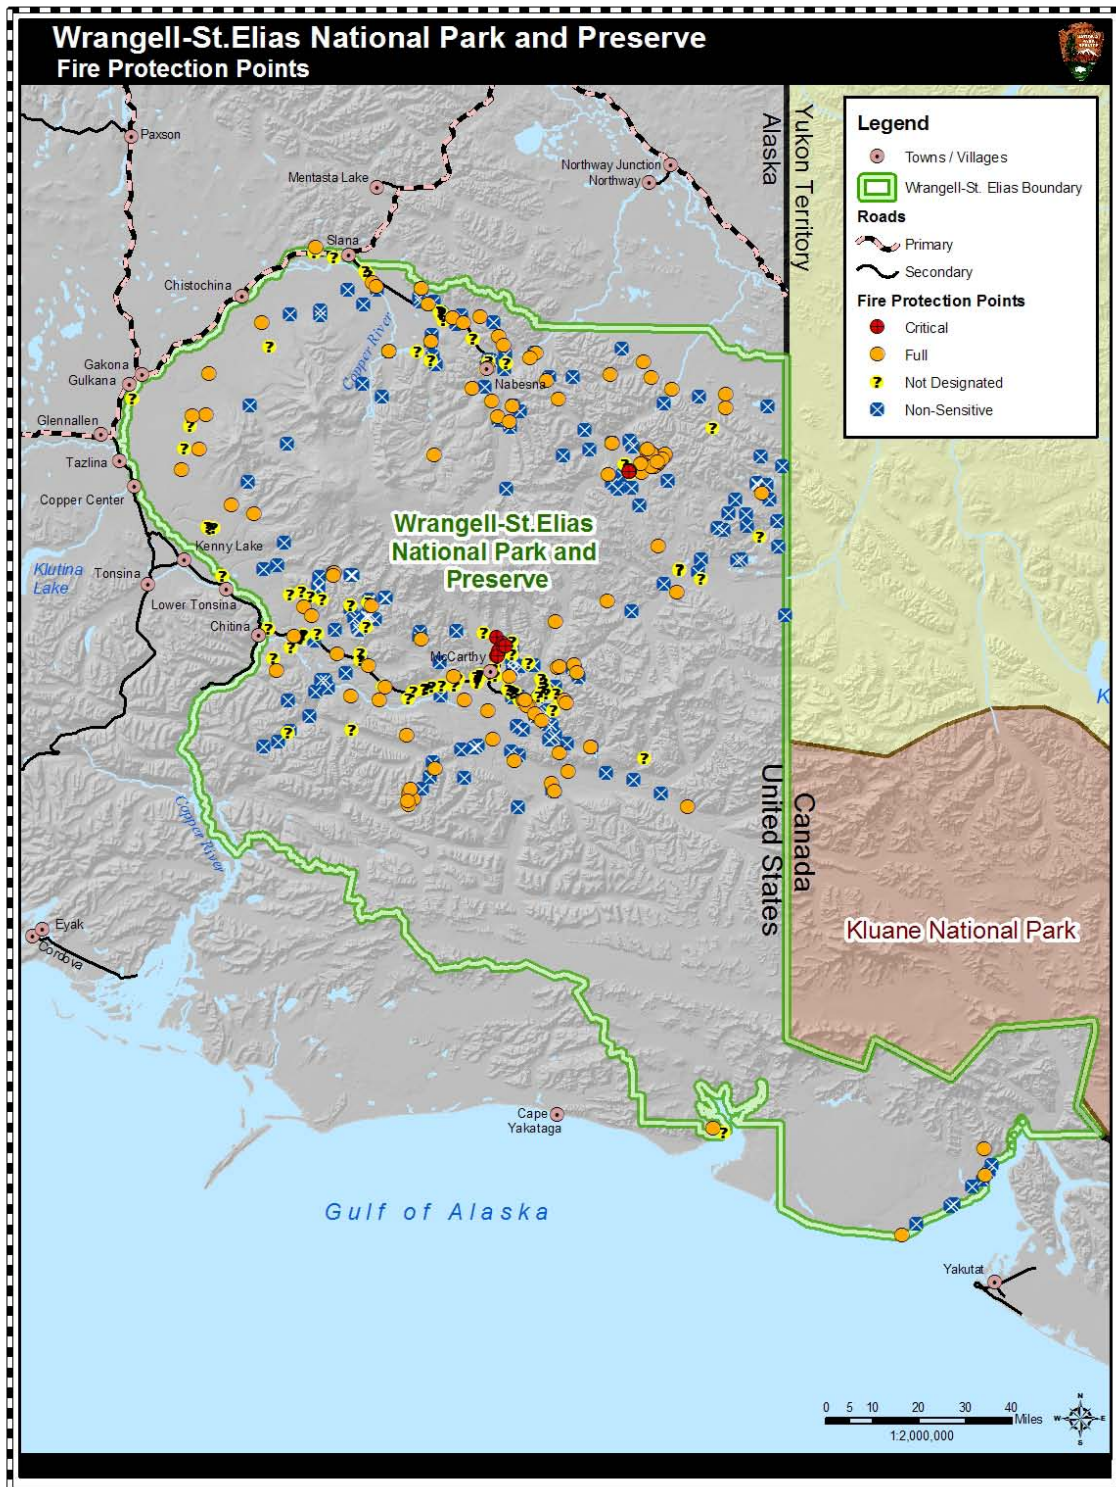 Wrangell-St.Elias National Park and Preserve
Fire Protection Points
NATIONAL
PARK
SERVICE
Legend
Towns / Villages
Wrangell-St. Elias Boundary
Roads
Primary
Secondary
Fire Protection Points
Critical
Full
Not Designated
Non-Sensitive
Alaska
Yukon Territory
Paxson
Mentasta Lake
Northway Junction
Northway
Slana
Chistochina
Copper River
Gakona
Gulkana
Nabesna
Glennallen
Tazlina
Copper Center
Wrangell-St.Elias
National Park and
Preserve
Kenny Lake
Klutina
Lake
Tonsina
Lower Tonsina
Chitina
McCarthy
K
Copper River
United States
Canada
Kluane National Park
Eyak
Cordova
Cape
Yakataga
Gulf of Alaska
Yakutat
0 5 10 20 30 40
Miles
1:2,000,000
N
W E
S